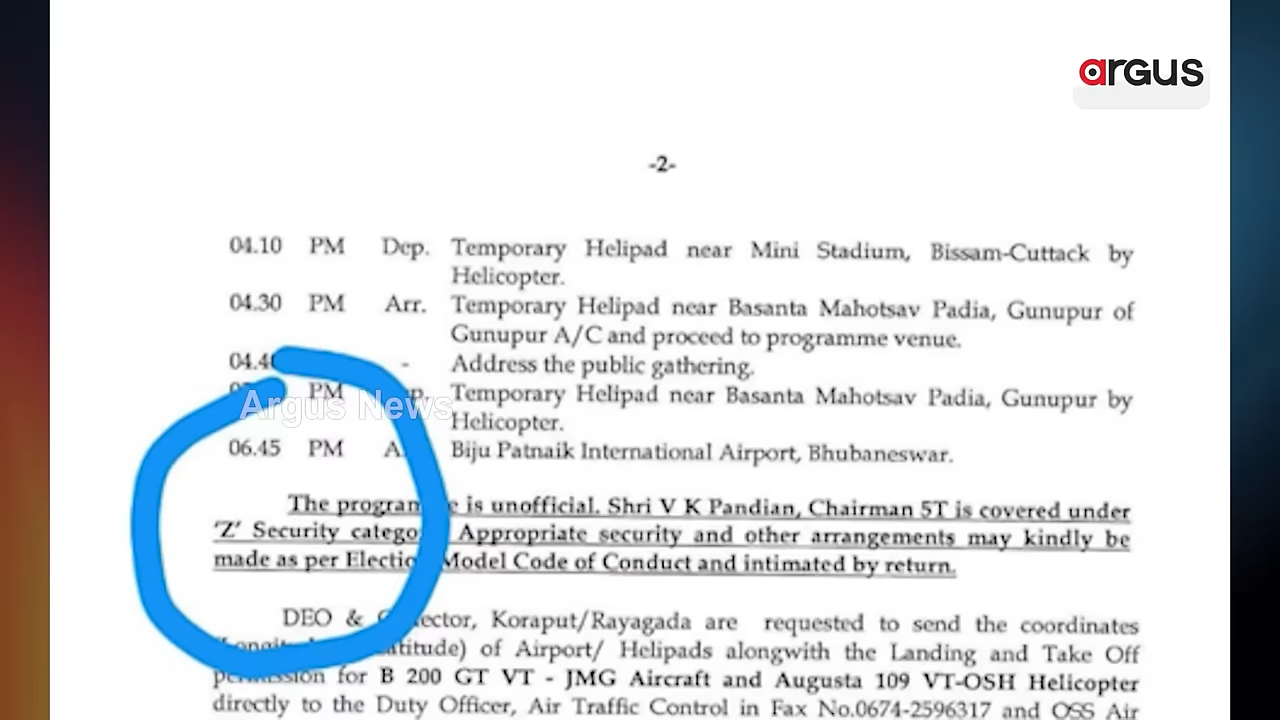 argus
-2-
04.10 PM Dep. Temporary Helipad near Mini Stadium, Bissam-Cuttack by
Helicopter.
04.30 PM Arr. Temporary Helipad near Basanta Mahotsav Padia, Gunupur of
Gunupur A/C and proceed to programme venue.
- Address the public gathering.
PM Temporary Helipad near Basanta Mahotsav Padia, Gunupur by
Argus News
Helicopter.
06.45 PM Biju Patnaik International Airport, Bhubaneswar.
The is unofficial. Shri V K Pandian, Chairman 5T is covered under
'Z' Security Appropriate security and other arrangements may kindly be
made as per Model Code of Conduct and intimated by return.
DEO & Koraput/Rayagada are requested to send the coordinates
of Airport/ Helipads alongwith the Landing and Take Off
for B 200 GT VT - JMG Aircraft and Augusta 109 VT-OSH Helicopter
directly to the Duty Officer, Air Traffic Control in Fax No.0674-2596317 and OSS Air